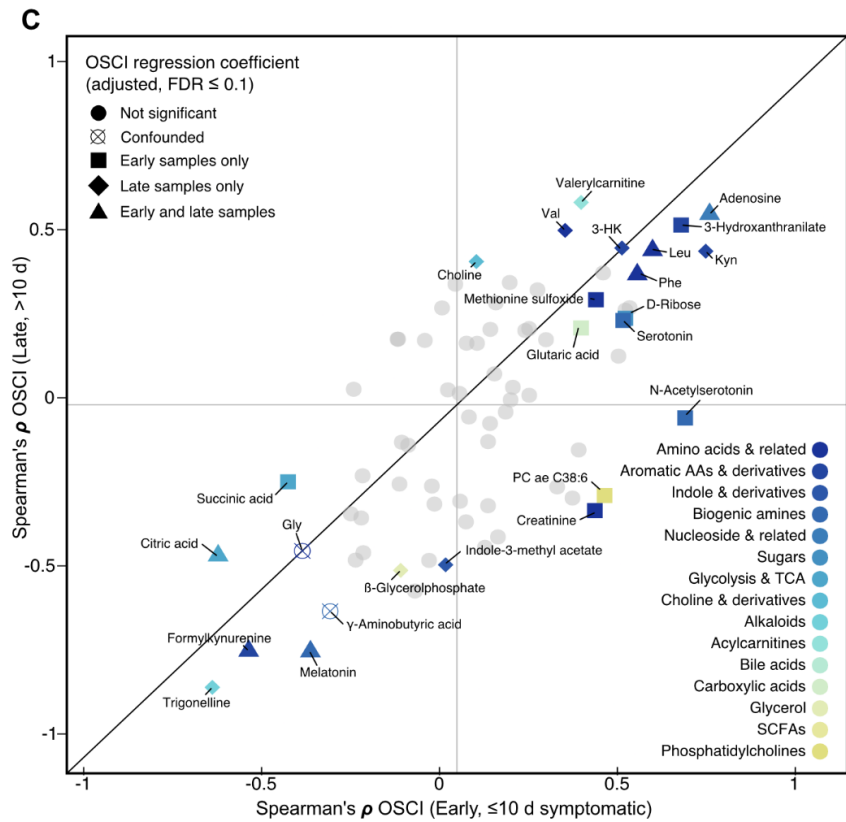 C
OSCI regression coefficient
(adjusted, FDR ≤ 0.1)
Not significant
Confounded
Early samples only
Late samples only
Early and late samples
1
0.5
0
-0.5
-1
Spearman's ρ OSCI (Late, >10 d)
Valerylcarnitine
Adenosine
Val
3-HK
3-Hydroxanthranilate
Leu
Kyn
Choline
Phe
Methionine sulfoxide
D-Ribose
Serotonin
Glutaric acid
N-Acetylserotonin
PC ae C38:6
Succinic acid
Creatinine
Gly
Citric acid
Indole-3-methyl acetate
ß-Glycerolphosphate
γ-Aminobutyric acid
Formylkynurenine
Melatonin
Trigonelline
Amino acids & related
Aromatic AAs & derivatives
Indole & derivatives
Biogenic amines
Nucleoside & related
Sugars
Glycolysis & TCA
Choline & derivatives
Alkaloids
Acylcarnitines
Bile acids
Carboxylic acids
Glycerol
SCFAs
Phosphatidylcholines
-1
-0.5
0
0.5
1
Spearman's ρ OSCI (Early, ≤10 d symptomatic)